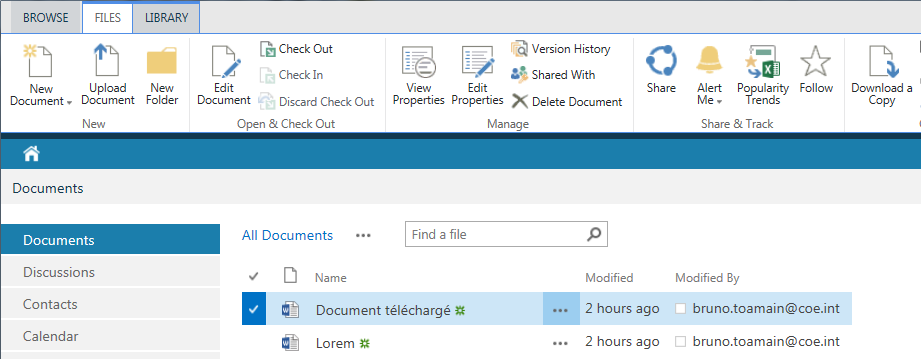 BROWSE FILES LIBRARY
New Document Upload Document New Folder
New
Edit Document Check Out
Check In
Discard Check Out
Open & Check Out
View Properties Edit Properties Version History
Shared With
Delete Document
Manage
Share Alert Me Popularity Trends Follow
Share & Track
Download a Copy
Documents
Documents
Discussions
Contacts
Calendar
All Documents ••• Find a file
Name Modified Modified By
Document téléchargé ••• 2 hours ago bruno.toamain@coe.int
Lorem ••• 2 hours ago bruno.toamain@coe.int